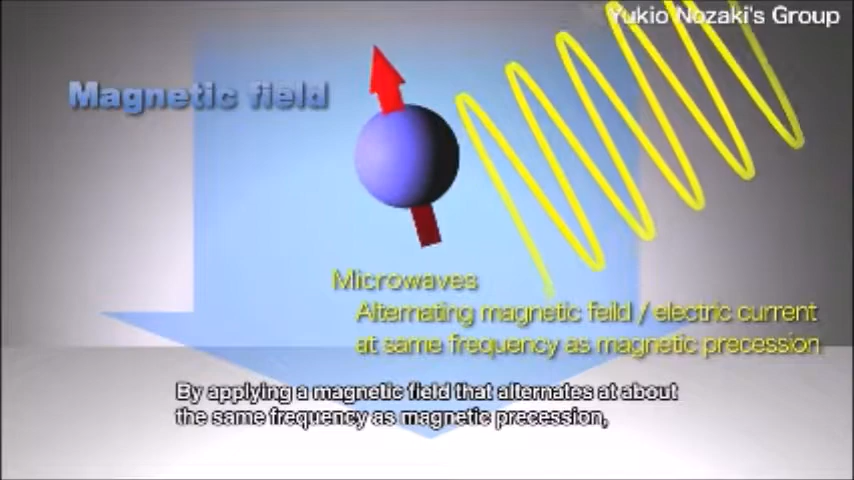 Yukio Nozaki's Group
Magnetic field
Microwaves
Alternating magnetic feild / electric current
at same frequency as magnetic precession
By applying a magnetic field that alternates at about
the same frequency as magnetic precession,